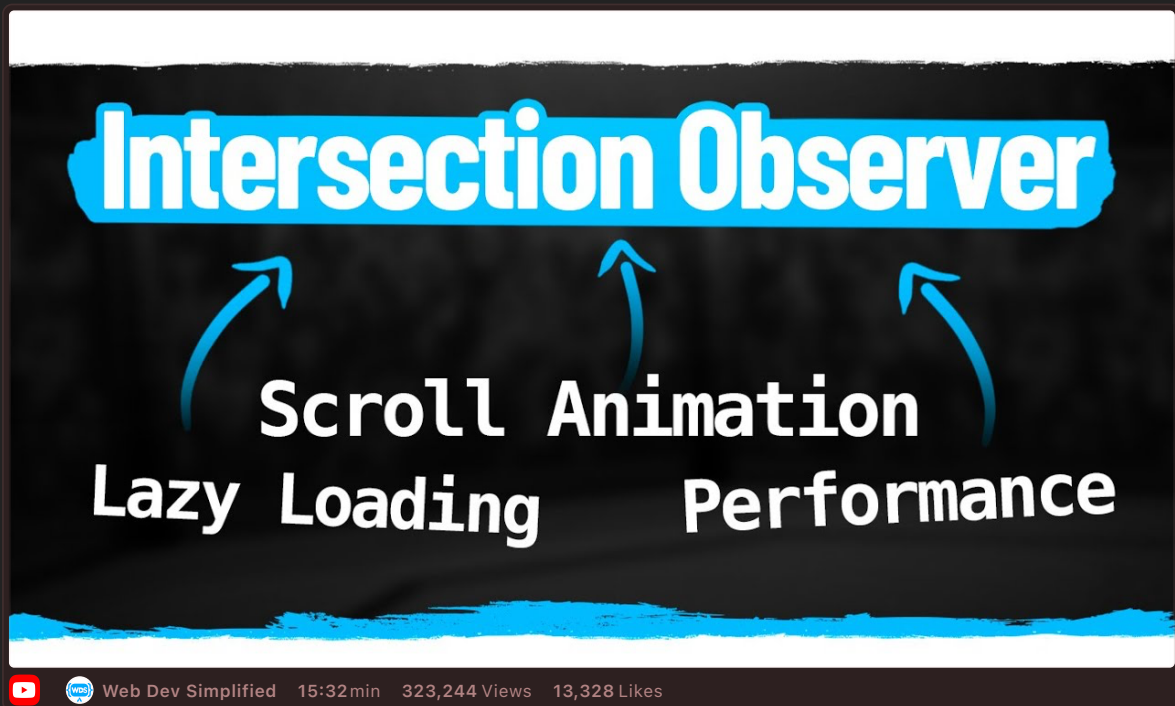 Intersection Observer
Scroll Animation
Lazy Loading
Performance
WDS Web Dev Simplified 15:32min 323,244 Views 13,328 Likes